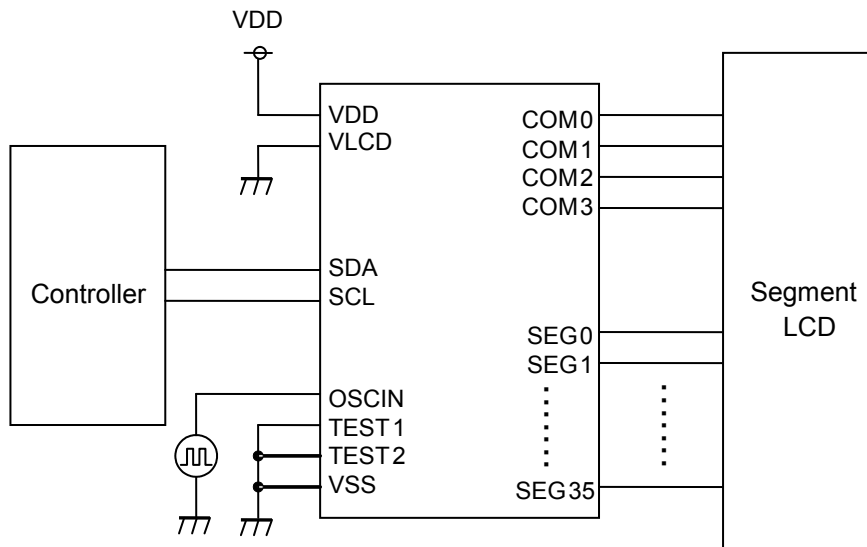 VDD
VDD
VLCD
SDA
SCL
OSCIN
TEST1
TEST2
VSS
COM0
COM1
COM2
COM3
SEG0
SEG1
SEG35
Controller
Segment
LCD